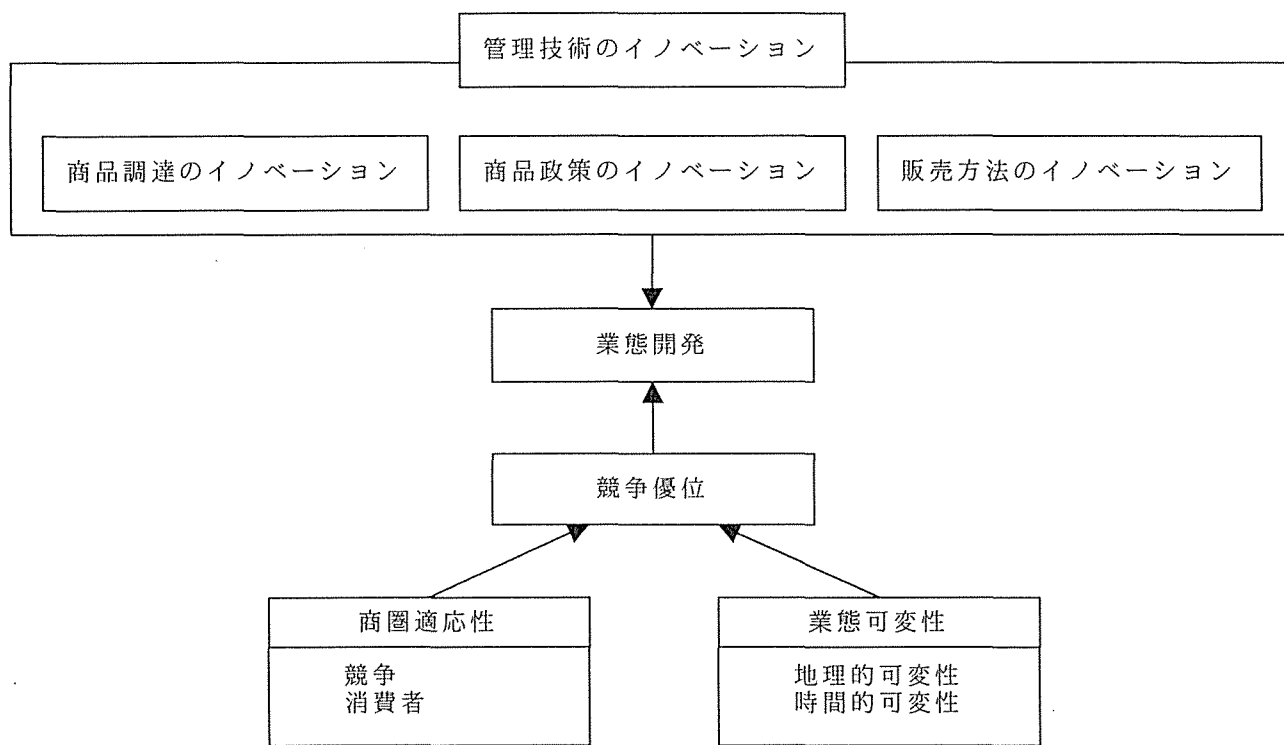 管理技術のイノベーション
商品調達のイノベーション
商品政策のイノベーション
販売方法のイノベーション
業態開発
競争優位
商圏適応性
競争
消費者
業態可変性
地理的可変性
時間的可変性